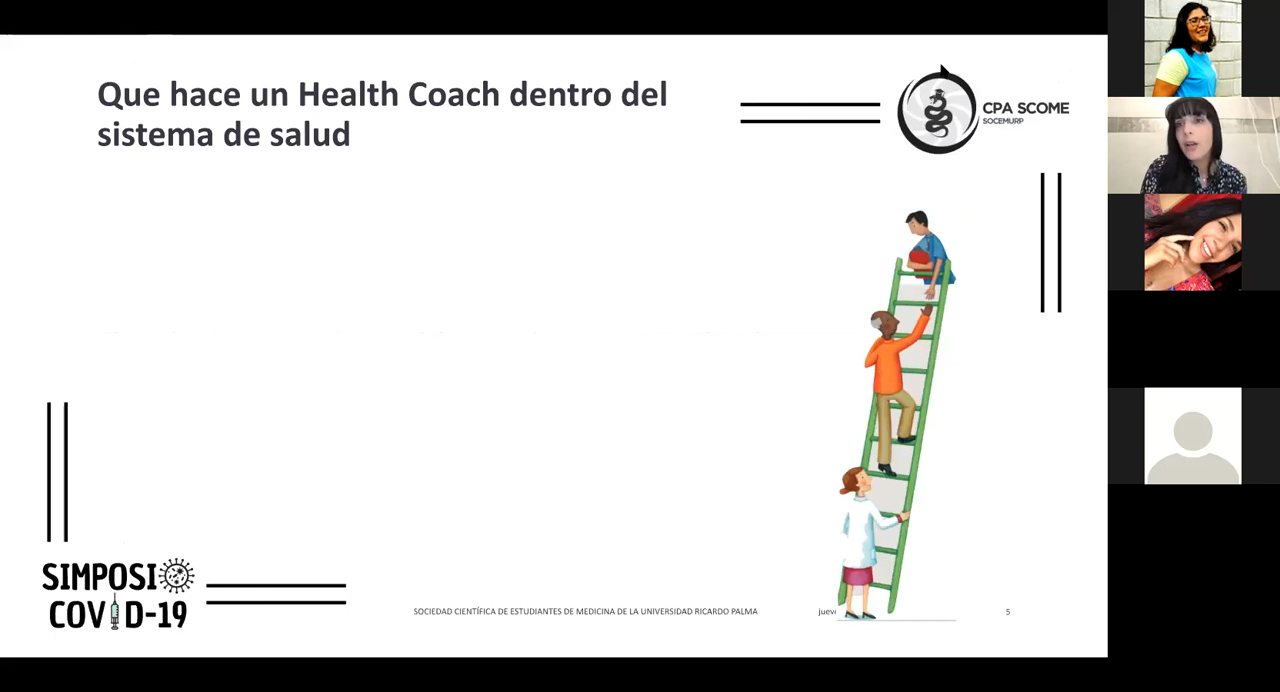 Que hace un Health Coach dentro del
sistema de salud
CPA SCOME
SOCEMURP
SIMPOSI
COVID-19
SOCIEDAD CIENTÍFICA DE ESTUDIANTES DE MEDICINA DE LA UNIVERSIDAD RICARDO PALMA
5